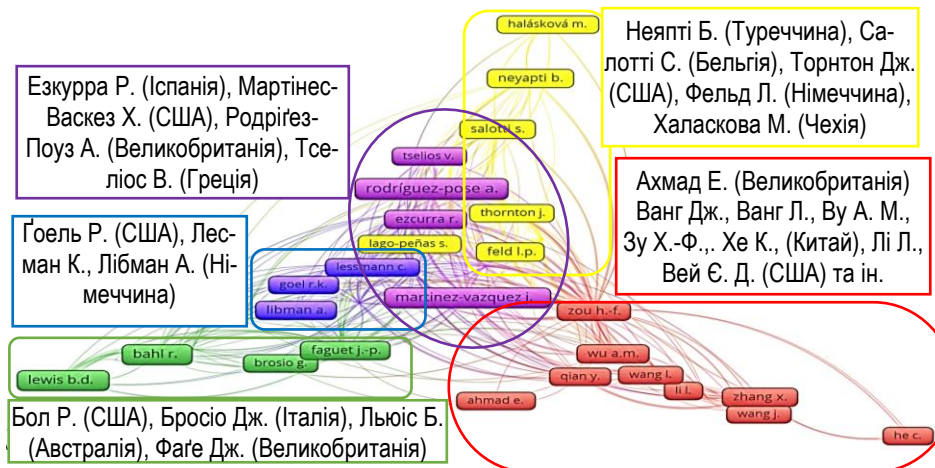 halásková m.
neyapti b.
salotti s.
tselios v.
rodríguez-pose a.
ezcurra r.
thornton j.
lago-peñas s.
feld l.p.
lessmann c.
goel r.k.
libman a.
martinez-vazquez j.
zou h.-f.
bahl r.
brosio g.
faguet j.-p.
lewis b.d.
wu a.m.
qian y.
wang l.
li l.
ahmad e.
zhang x.
wang j.
he c.
Езкурра Р. (Іспанія), Мартінес-
Васкез Х. (США), Родріґез-
Поуз А. (Великобританія), Тсе-
ліос В. (Греція)
Неяпті Б. (Туреччина), Са-
лотті С. (Бельгія), Торнтон Дж.
(США), Фельд Л. (Німеччина),
Халаскова М. (Чехія)
Ґоель Р. (США), Лес-
ман К., Лібман А. (Ні-
меччина)
Ахмад Е. (Великобританія)
Ванг Дж., Ванг Л., Ву А. М.,
Зу Х.-Ф.,. Хе К., (Китай), Лі Л.,
Вей Є. Д. (США) та ін.
Бол Р. (США), Бросіо Дж. (Італія), Льюіс Б.
(Австралія), Фаґе Дж. (Великобританія)